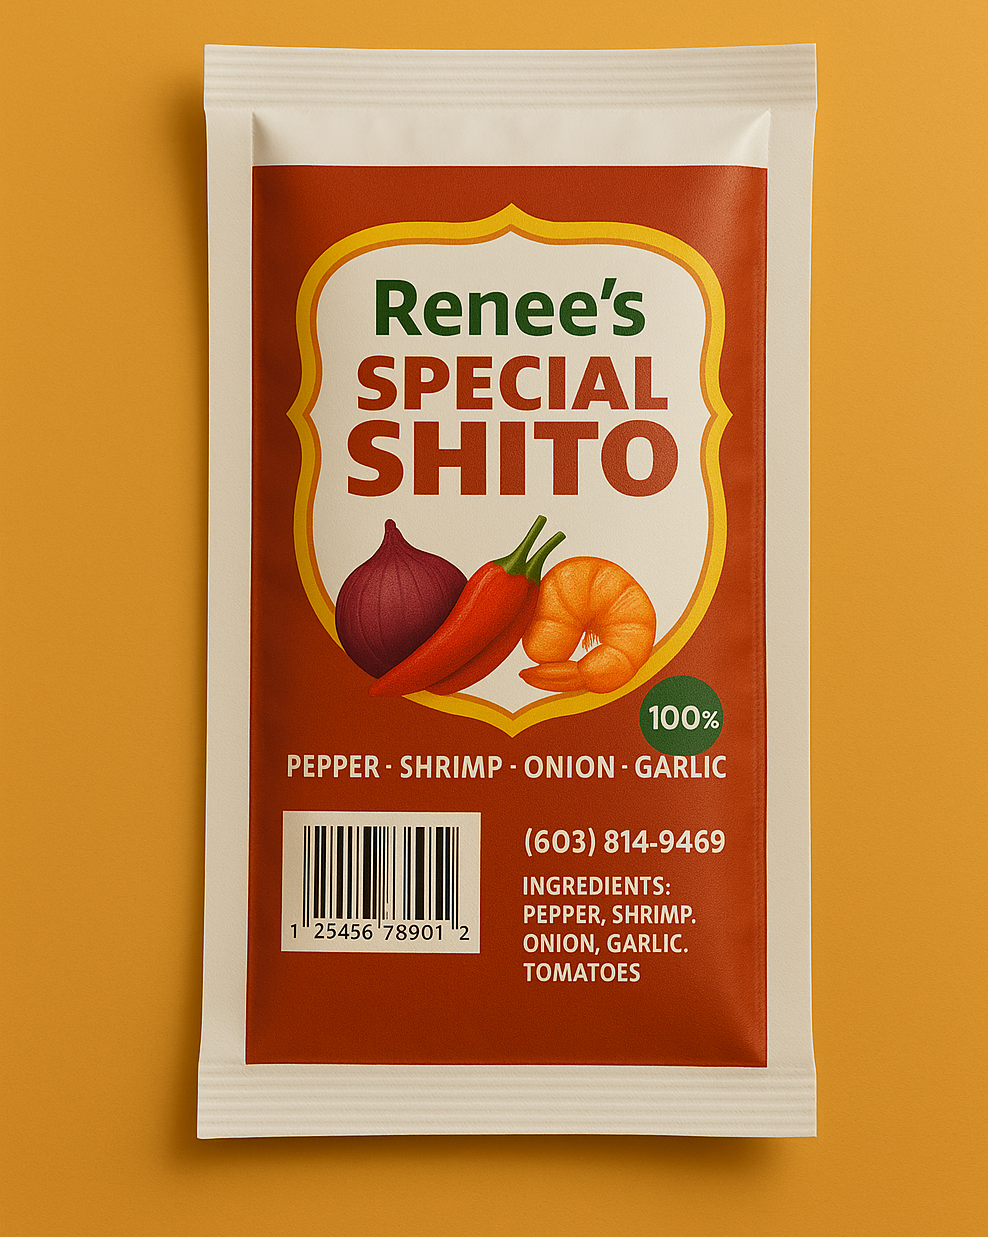 Renee's
SPECIAL
SHITO
100%
PEPPER · SHRIMP · ONION · GARLIC
1 25456 78901 2
(603) 814-9469
INGREDIENTS:
PEPPER, SHRIMP.
ONION, GARLIC.
TOMATOES